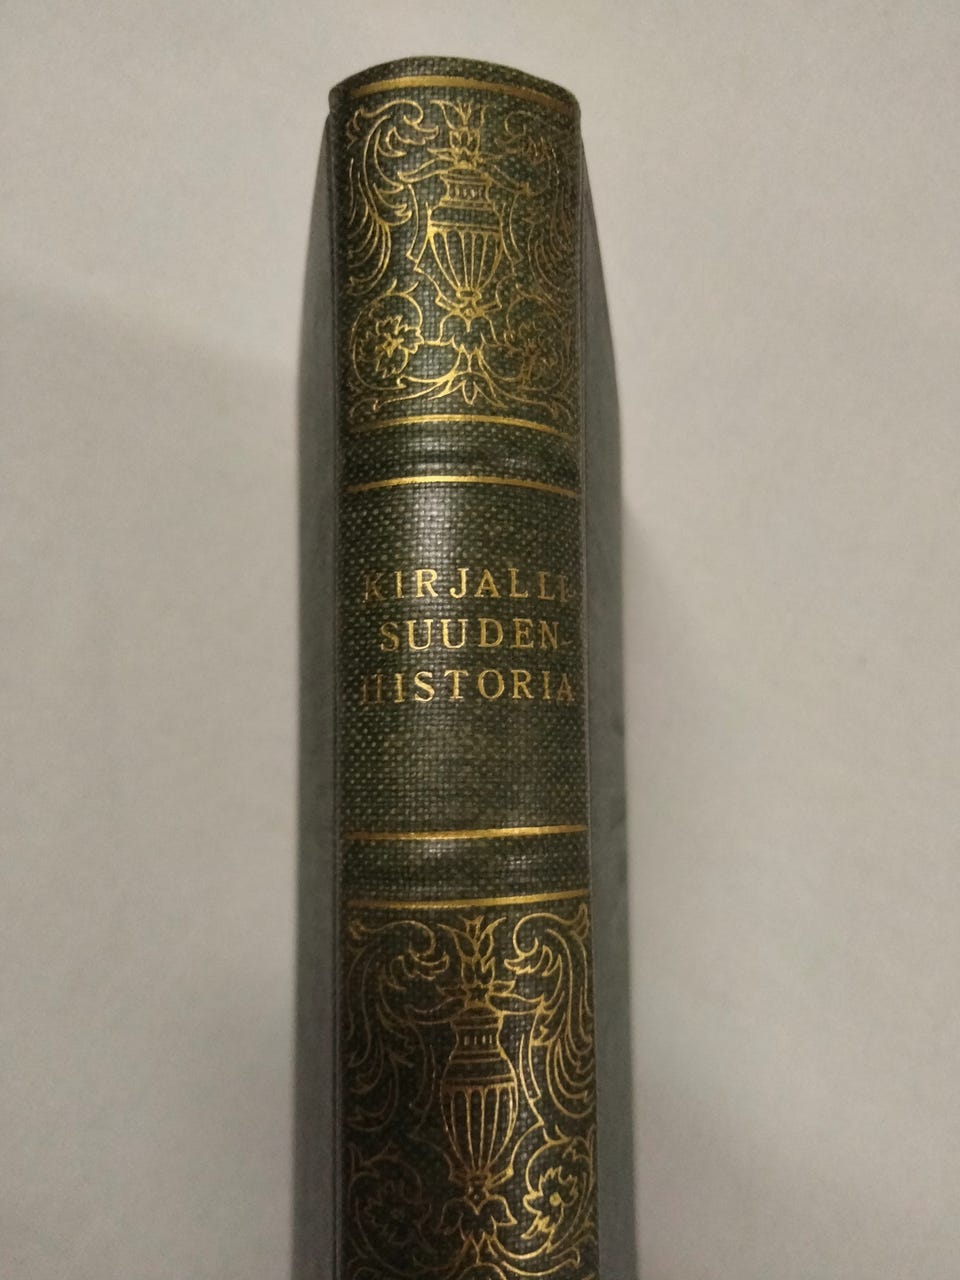 KIRJALLI-
SUUDEN-
HISTORIA